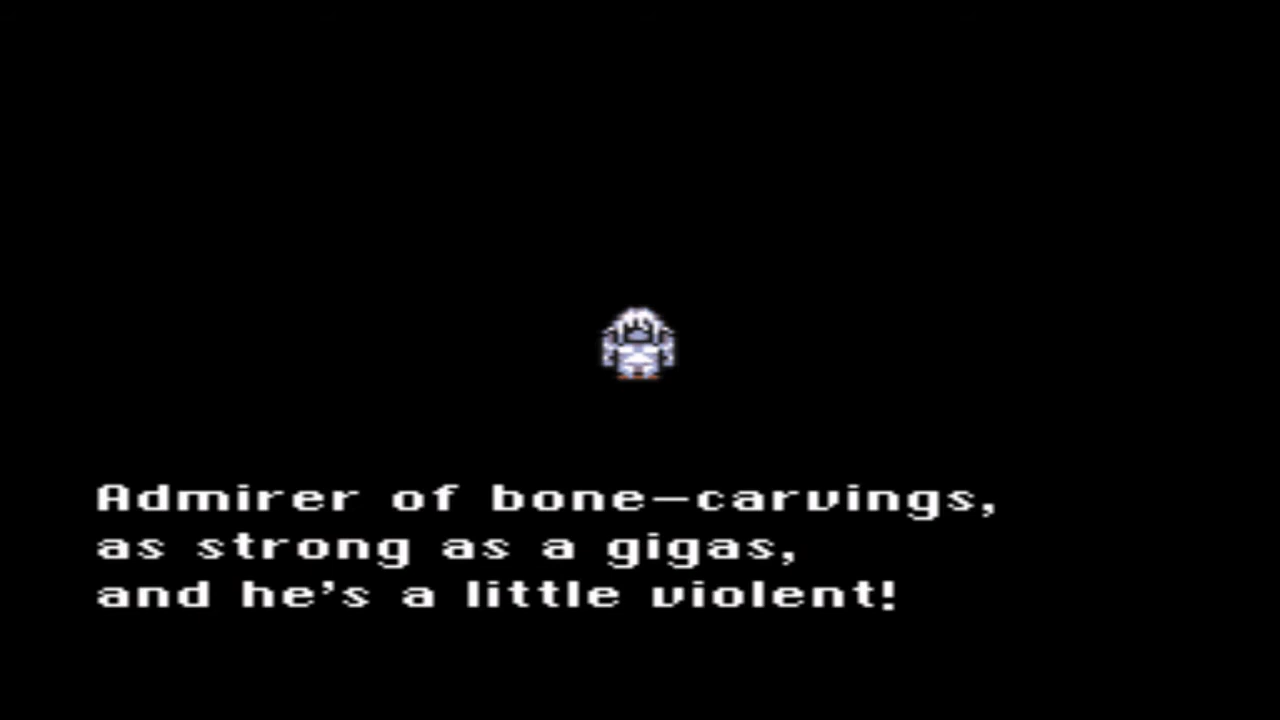 Admirer of bone-carvings,
as strong as a gigas,
and he's a little violent!